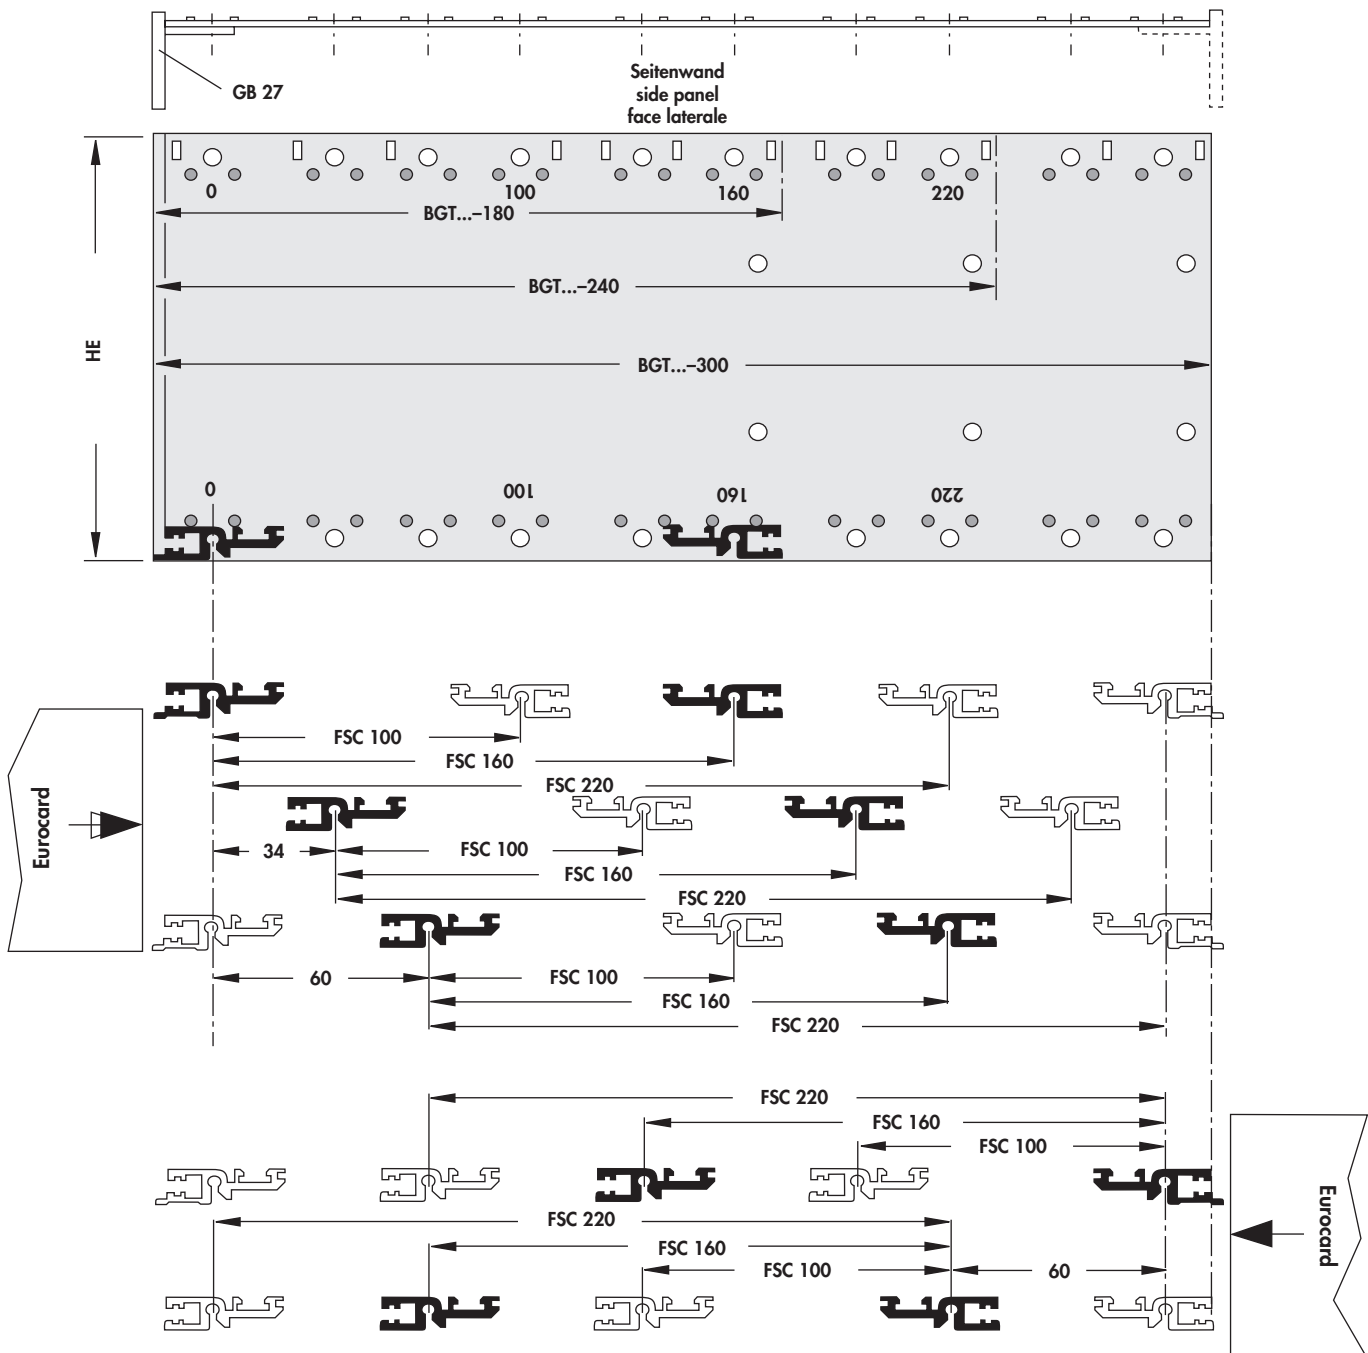 GB 27
Seitenwand
side panel
face laterale
0
100
160
220
BGT...–180
BGT...–240
HE
BGT...–300
0
100
160
220
FSC 100
FSC 160
FSC 220
Eurocard
34
FSC 100
FSC 160
FSC 220
60
FSC 100
FSC 160
FSC 220
FSC 220
FSC 160
FSC 100
Eurocard
FSC 220
FSC 160
FSC 100
60